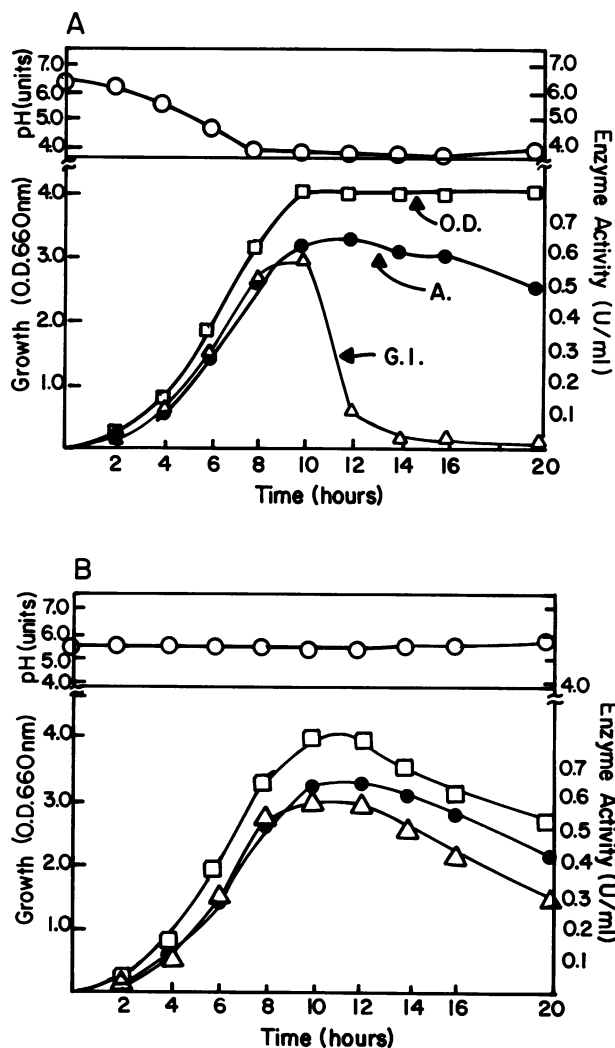 A
pH (units)
7.0
6.0
5.0
4.0
7.0
6.0
5.0
4.0
Growth (O.D. 660nm)
4.0
3.0
2.0
1.0
O.D.
A.
G.I.
0.7
0.6
0.5
0.4
0.3
0.2
0.1
Enzyme Activity (U/ml)
2 4 6 8 10 12 14 16 20
Time (hours)
B
pH (units)
7.0
6.0
5.0
4.0
4.0
Growth (O.D. 660nm)
4.0
3.0
2.0
1.0
0.7
0.6
0.5
0.4
0.3
0.2
0.1
Enzyme Activity (U/ml)
2 4 6 8 10 12 14 16 20
Time (hours)